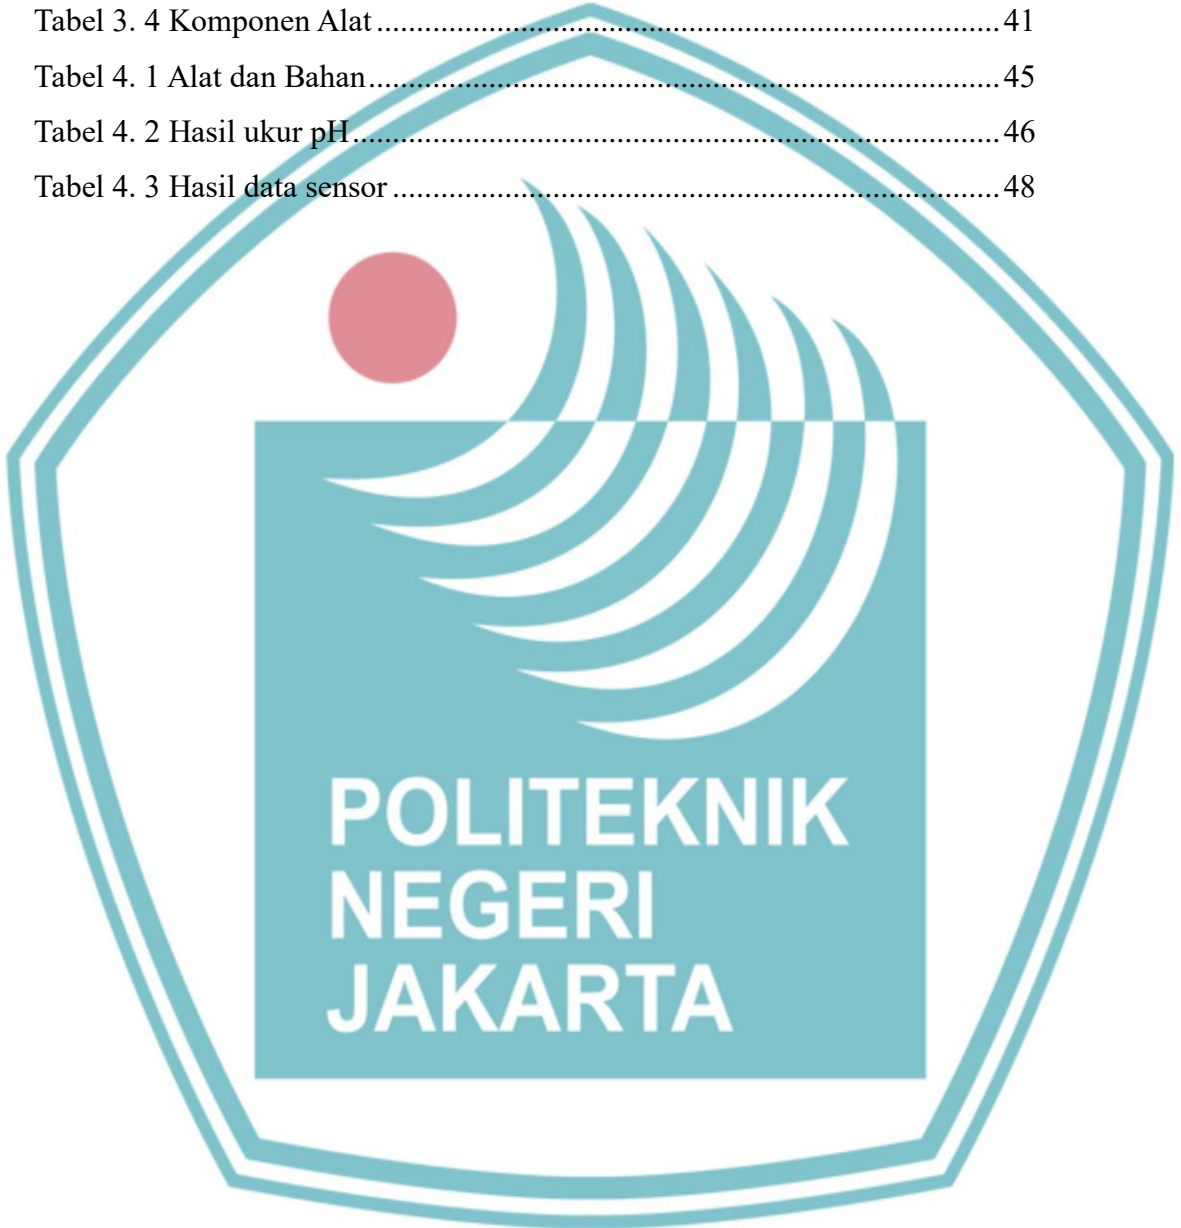 Tabel 3. 4 Komponen Alat ............................................................................... 41
Tabel 4. 1 Alat dan Bahan ................................................................................ 45
Tabel 4. 2 Hasil ukur pH .................................................................................. 46
Tabel 4. 3 Hasil data sensor ............................................................................. 48
POLITEKNIK
NEGERI
JAKARTA